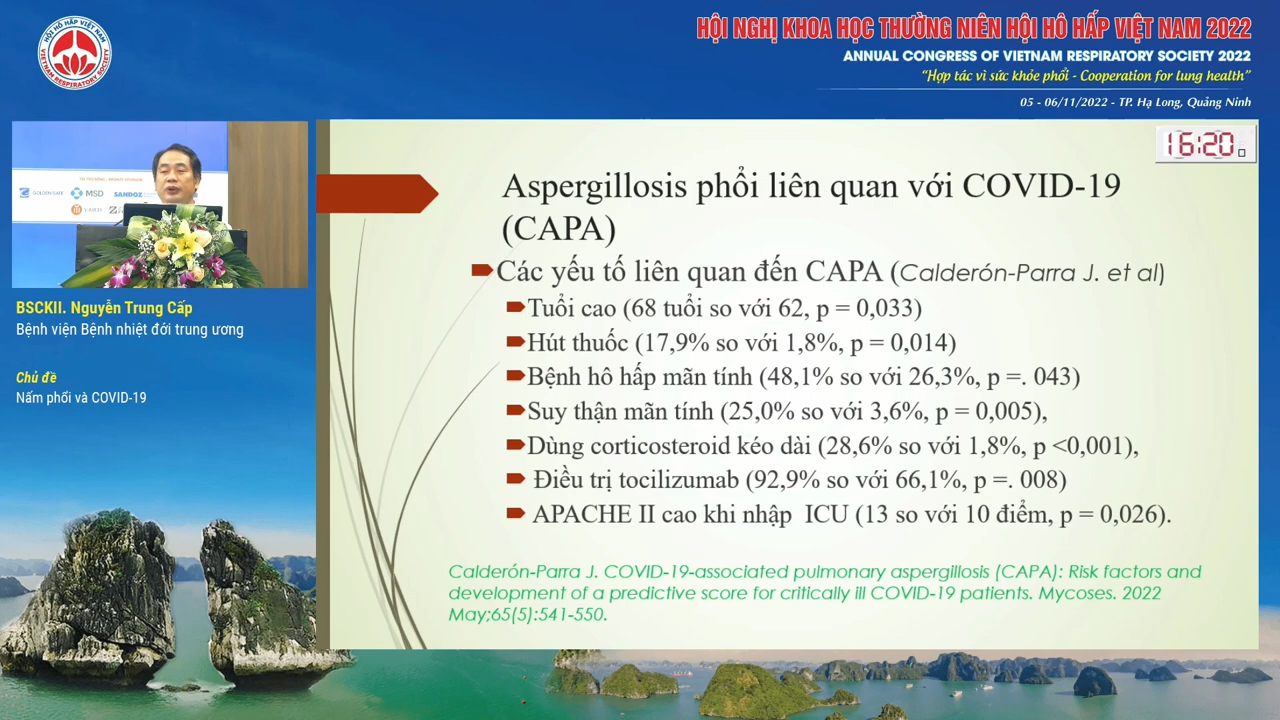 HỘI HÔ HẤP VIỆT NAM
VIETNAM RESPIRATORY SOCIETY
HỘI NGHỊ KHOA HỌC THƯỜNG NIÊN HỘI HÔ HẤP VIỆT NAM 2022
ANNUAL CONGRESS OF VIETNAM RESPIRATORY SOCIETY 2022
“Hợp tác vì sức khỏe phổi - Cooperation for lung health”
05 - 06/11/2022 - TP. Hạ Long, Quảng Ninh
MSD
SANDOZ
BSCKII. Nguyễn Trung Cấp
Bệnh viện Bệnh nhiệt đới trung ương
Chủ đề
Nấm phổi và COVID-19
16:20
Aspergillosis phổi liên quan với COVID-19
(CAPA)
Các yếu tố liên quan đến CAPA (Calderón-Parra J. et al)
Tuổi cao (68 tuổi so với 62, p = 0,033)
Hút thuốc (17,9% so với 1,8%, p = 0,014)
Bệnh hô hấp mãn tính (48,1% so với 26,3%, p =. 043)
Suy thận mãn tính (25,0% so với 3,6%, p = 0,005),
Dùng corticosteroid kéo dài (28,6% so với 1,8%, p <0,001),
Điều trị tocilizumab (92,9% so với 66,1%, p =. 008)
APACHE II cao khi nhập ICU (13 so với 10 điểm, p = 0,026).
Calderón-Parra J. COVID-19-associated pulmonary aspergillosis (CAPA): Risk factors and
development of a predictive score for critically ill COVID-19 patients. Mycoses. 2022
May;65(5):541-550.